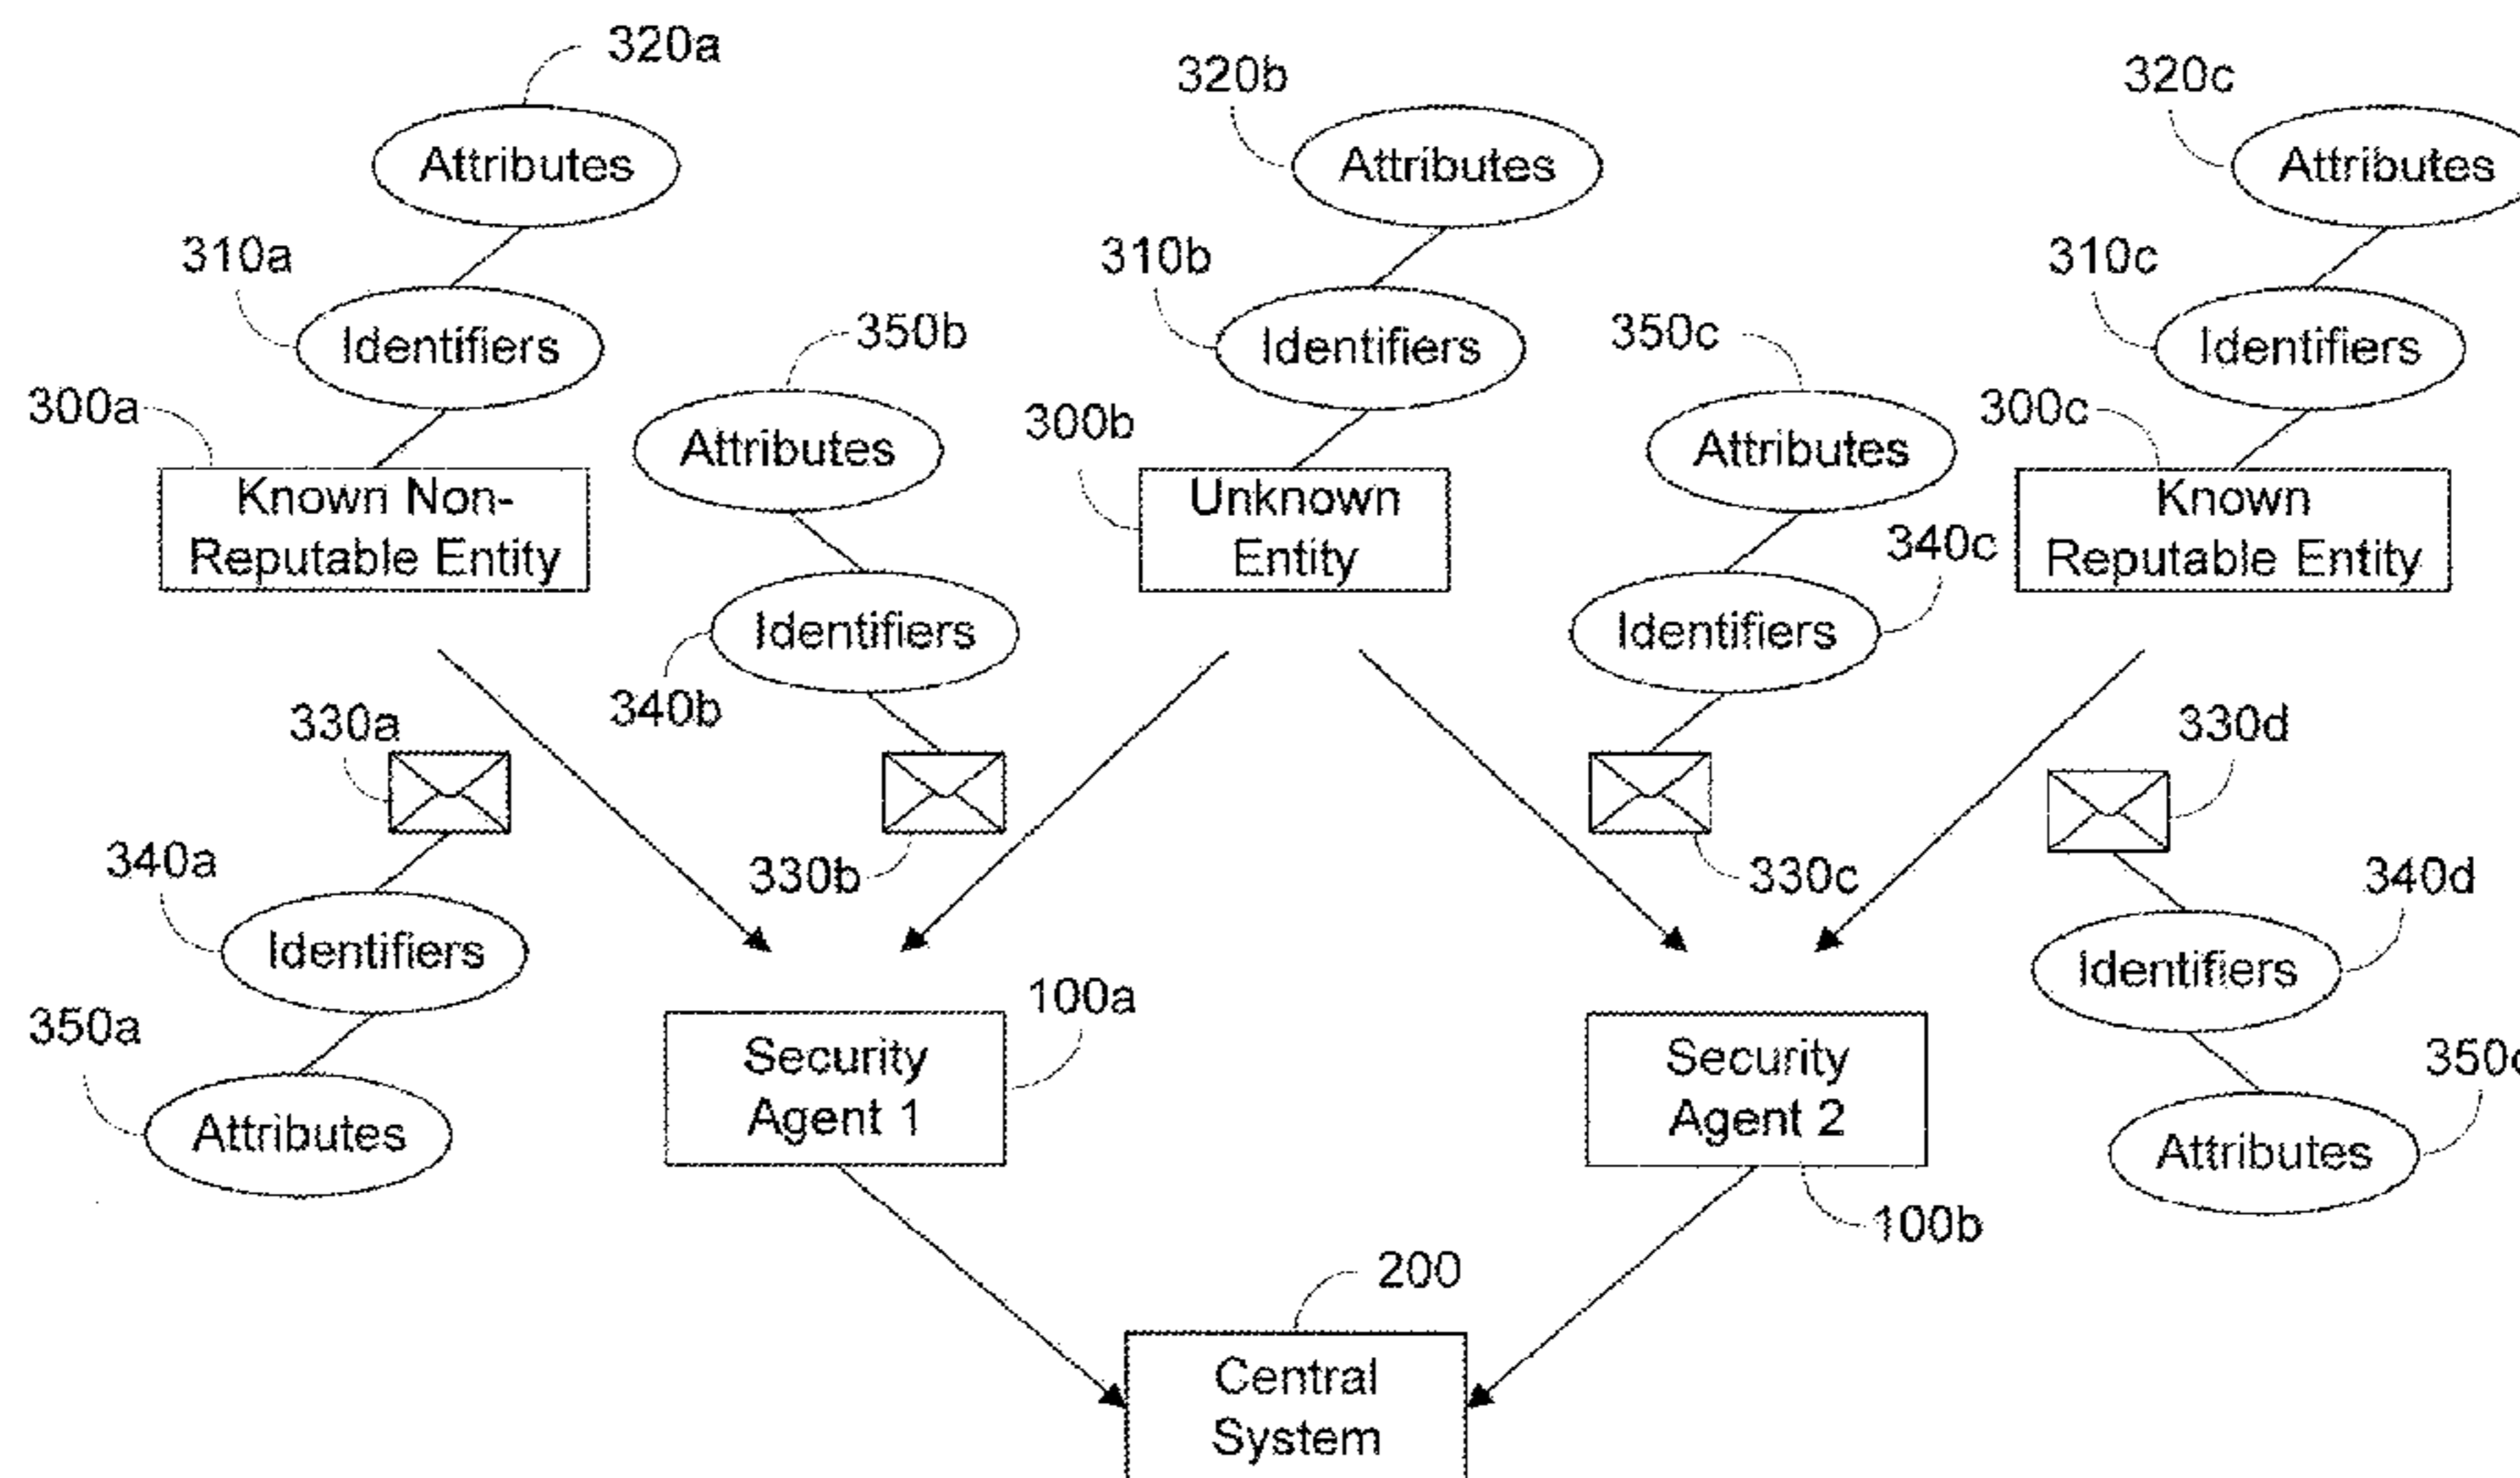 320a
320b
320c
Attributes
Attributes
Attributes
310a
310b
310c
350b
350c
Identifiers
Identifiers
Identifiers
300a
300b
300c
Attributes
Attributes
Known Non-
Reputable Entity
Unknown
Entity
Known
Reputable Entity
340c
Identifiers
Identifiers
340b
330a
330d
330b
330c
340a
340d
Identifiers
Identifiers
350a
100a
Security
Agent 1
Security
Agent 2
Attributes
Attributes
100b
200
Central
System